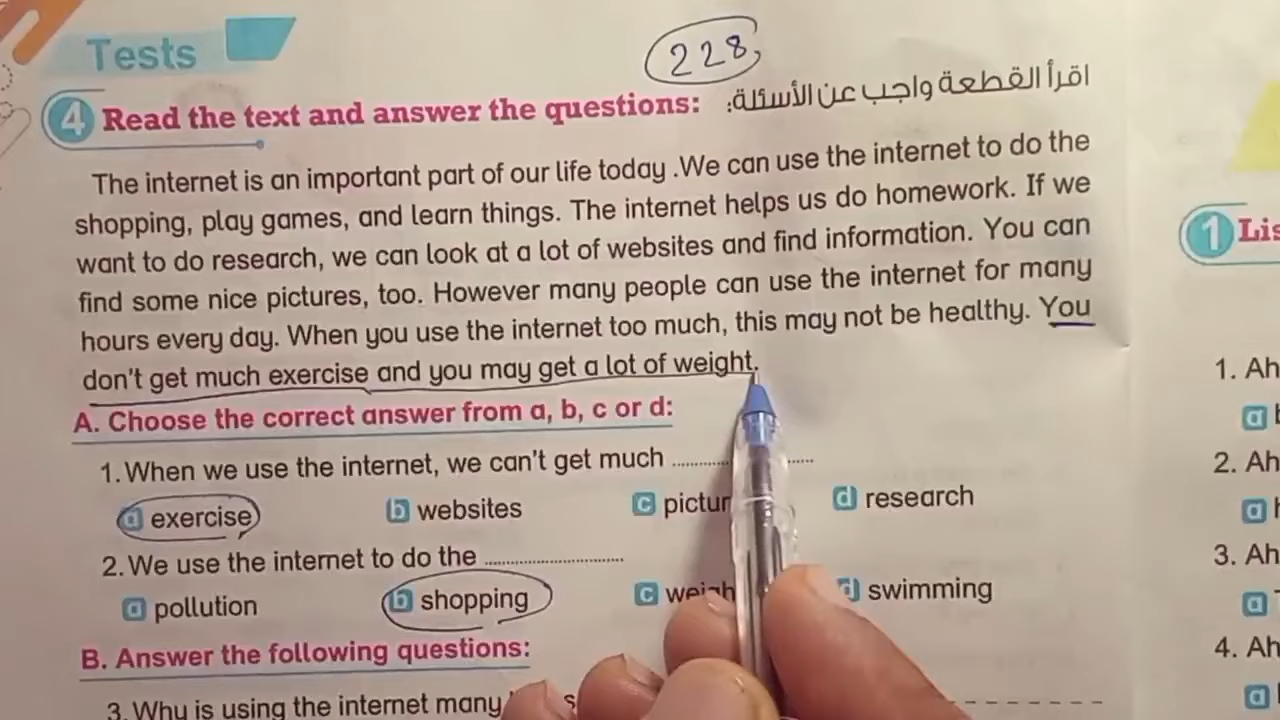 Tests
228
4 Read the text and answer the questions: اقرأ القطعة واجب عن الأسئلة:
The internet is an important part of our life today .We can use the internet to do the
shopping, play games, and learn things. The internet helps us do homework. If we
want to do research, we can look at a lot of websites and find information. You can
find some nice pictures, too. However many people can use the internet for many
hours every day. When you use the internet too much, this may not be healthy. You
don't get much exercise and you may get a lot of weight.
A. Choose the correct answer from a, b, c or d:
1.When we use the internet, we can't get much ....................
a exercise b websites c pictur d research
2.We use the internet to do the ....................
a pollution b shopping c weigh d swimming
B. Answer the following questions:
3.Why is using the internet many
1 Lis
1. Ah
a
2. Ah
a
3. Ah
a
4. Ah
a